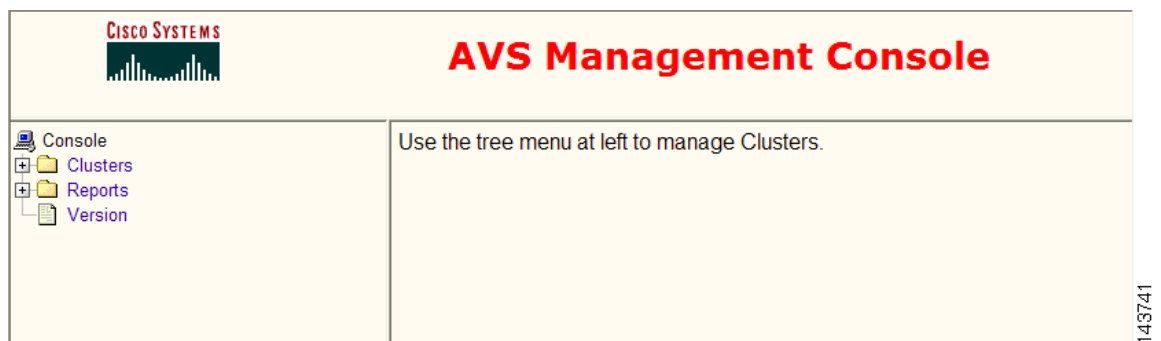 CISCO SYSTEMS
AVS Management Console
Console
Clusters
Reports
Version
Use the tree menu at left to manage Clusters.
143741